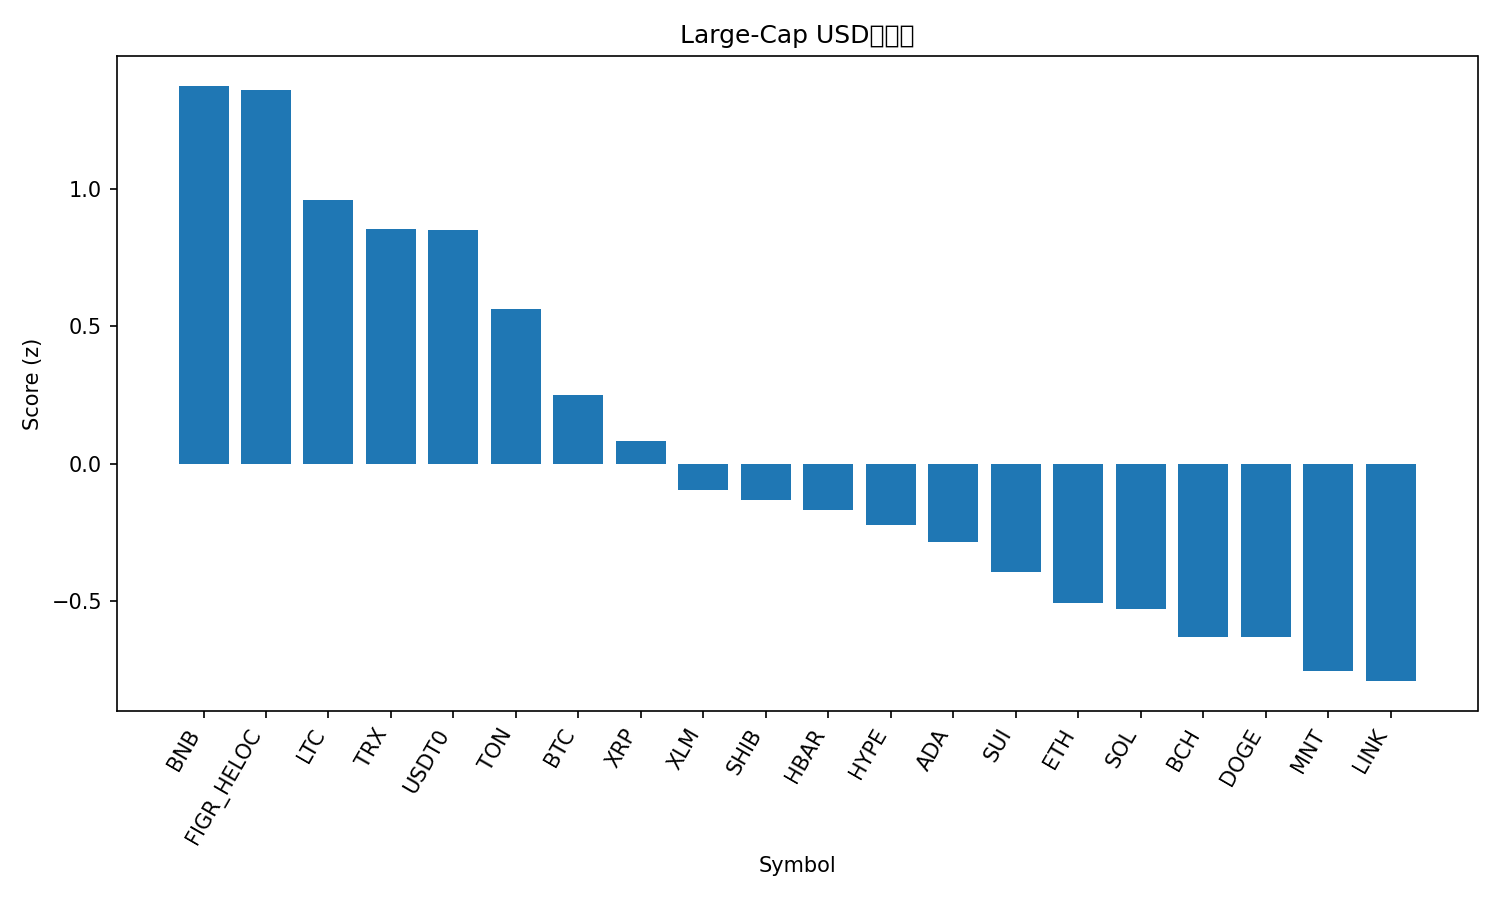 Large-Cap USD
Score (z)
1.0
0.5
0.0
−0.5
BNB
FIGR_HELOC
LTC
TRX
USDT0
TON
BTC
XRP
XLM
SHIB
HBAR
HYPE
ADA
SUI
ETH
SOL
BCH
DOGE
MNT
LINK
Symbol